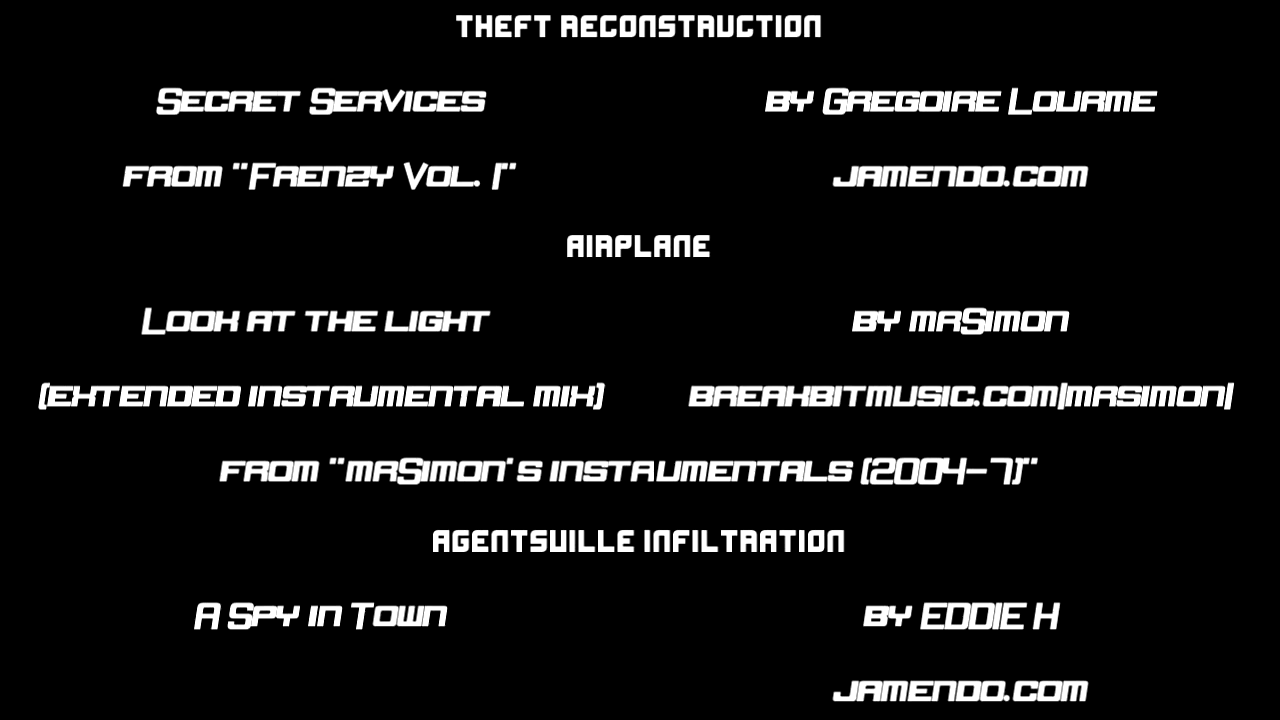 THEFT RECONSTRUCTION
Secret Services by Gregoire Lourme
from "Frenzy Vol. 1" jamendo.com
AIRPLANE
Look at the light by mrSimon
(extended instrumental mix) breakbitmusic.com/mrsimon/
from "mrSimon's instrumentals (2004-7)"
AGENTSVILLE INFILTRATION
A Spy in Town by EDDIE H
jamendo.com